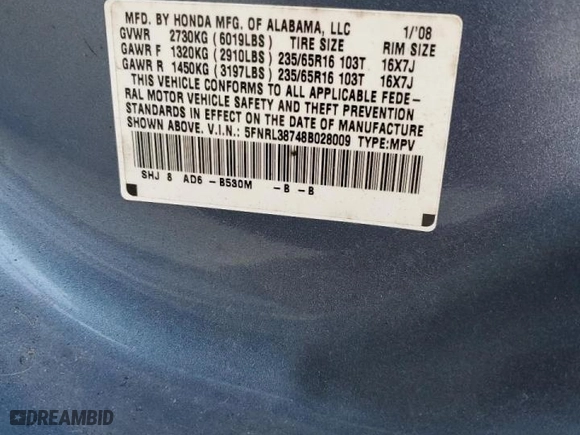 MFD. BY HONDA MFG. OF ALABAMA, LLC 1/'08
GVWR 2730KG (6019LBS) TIRE SIZE RIM SIZE
GAWR F 1320KG (2910LBS) 235/65R16 103T 16X7J
GAWR R 1450KG (3197LBS) 235/65R16 103T 16X7J
THIS VEHICLE CONFORMS TO ALL APPLICABLE FEDE-
RAL MOTOR VEHICLE SAFETY AND THEFT PREVENTION
STANDARDS IN EFFECT ON THE DATE OF MANUFACTURE
SHOWN ABOVE. V.I.N.: 5FNRL38748B028009 TYPE:MPV
SHJ 8 AD6 -B530M -B -B
DREAMBID